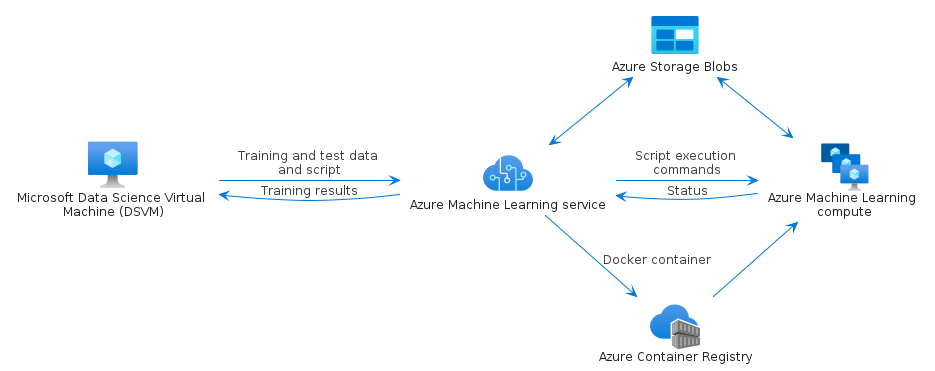 Azure Storage Blobs
Training and test data
and script
Training results
Script execution
commands
Status
Microsoft Data Science Virtual
Machine (DSVM)
Azure Machine Learning service
Azure Machine Learning
compute
Docker container
Azure Container Registry